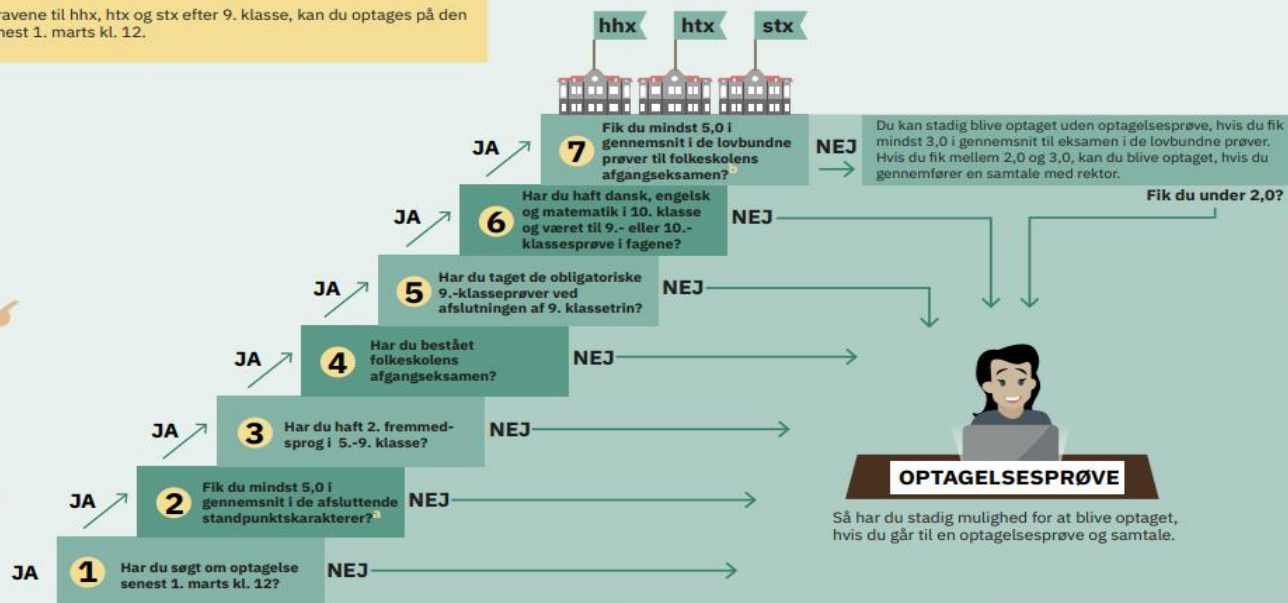 ravene til hhx, htx og stx efter 9. klasse, kan du optages på den
nest 1. marts kl. 12.
hhx
htx
stx
JA
7
Fik du mindst 5,0 i
gennemsnit i de lovbundne
prøver til folkeskolens
afgangseksamen?b
NEJ
Du kan stadig blive optaget uden optagelsesprøve, hvis du fik
mindst 3,0 i gennemsnit til eksamen i de lovbundne prøver.
Hvis du fik mellem 2,0 og 3,0, kan du blive optaget, hvis du
gennemfører en samtale med rektor.
Fik du under 2,0?
JA
6
Har du haft dansk, engelsk
og matematik i 10. klasse
og været til 9.- eller 10.-
klassesprøve i fagene?
NEJ
JA
5
Har du taget de obligatoriske
9.-klasseprøver ved
afslutningen af 9. klassetrin?
NEJ
JA
4
Har du bestået
folkeskolens
afgangseksamen?
NEJ
JA
3
Har du haft 2. fremmed-
sprog i 5.-9. klasse?
NEJ
JA
2
Fik du mindst 5,0 i
gennemsnit i de afsluttende
standpunktskarakterer?a
NEJ
JA
1
Har du søgt om optagelse
senest 1. marts kl. 12?
NEJ
OPTAGELSESPRØVE
Så har du stadig mulighed for at blive optaget,
hvis du går til en optagelsesprøve og samtale.